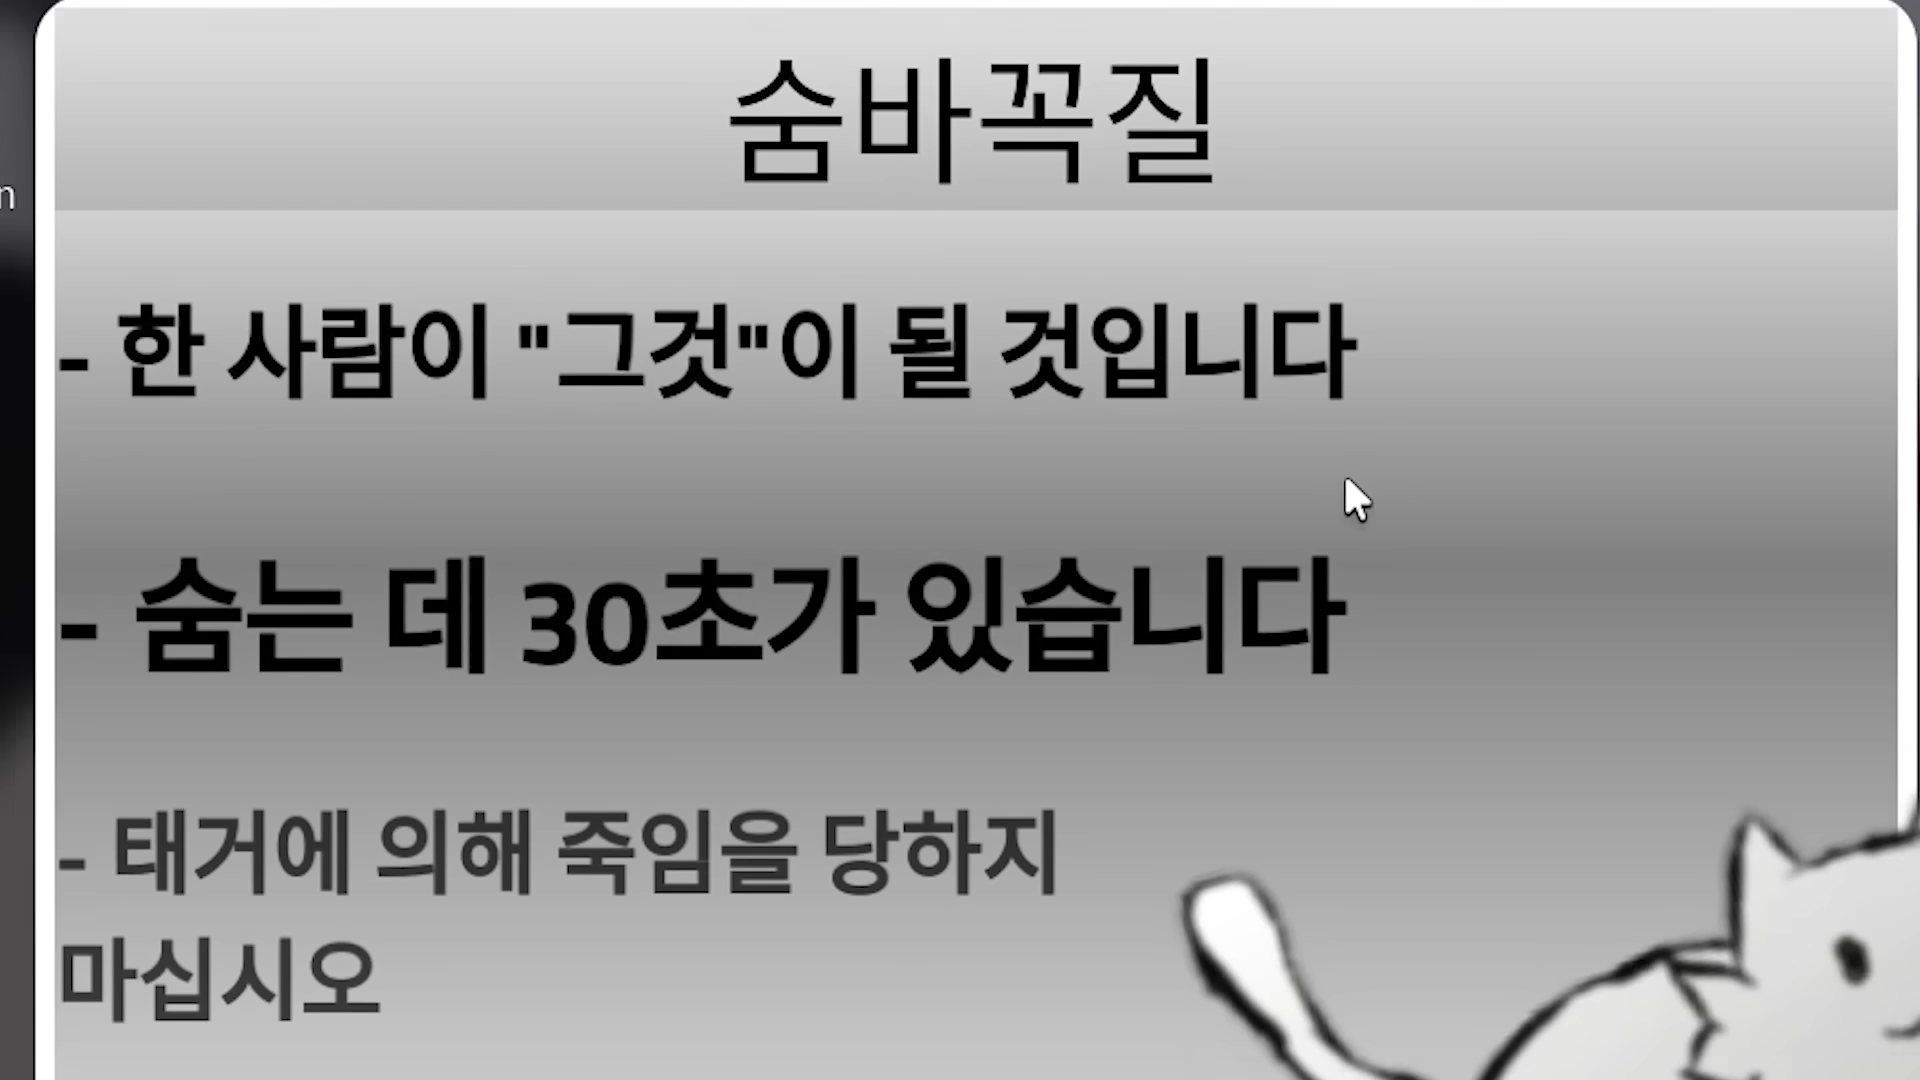 숨바꼭질
n
- 한 사람이 "그것"이 될 것입니다
- 숨는 데 30초가 있습니다
- 태거에 의해 죽임을 당하지
마십시오